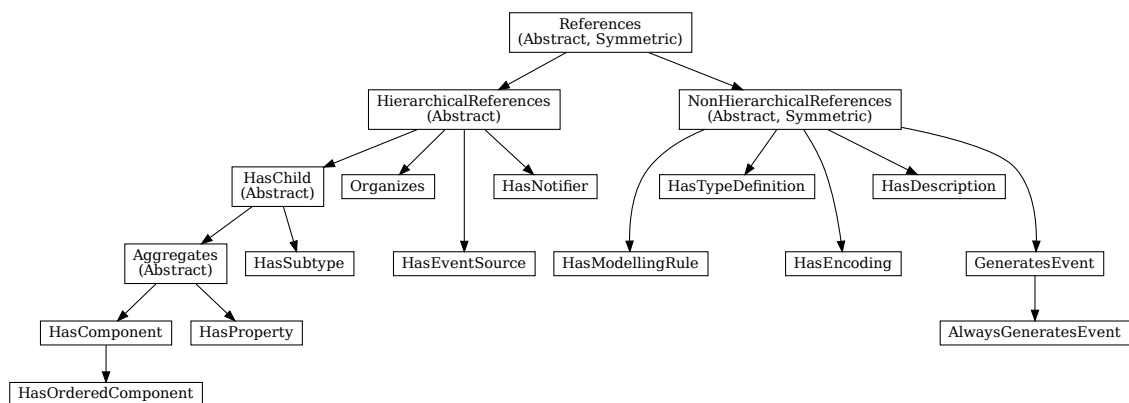 References
(Abstract, Symmetric)
HierarchicalReferences
(Abstract)
NonHierarchicalReferences
(Abstract, Symmetric)
HasChild
(Abstract)
Organizes
HasNotifier
HasTypeDefinition
HasDescription
Aggregates
(Abstract)
HasSubtype
HasEventSource
HasModellingRule
HasEncoding
GeneratesEvent
HasComponent
HasProperty
AlwaysGeneratesEvent
HasOrderedComponent